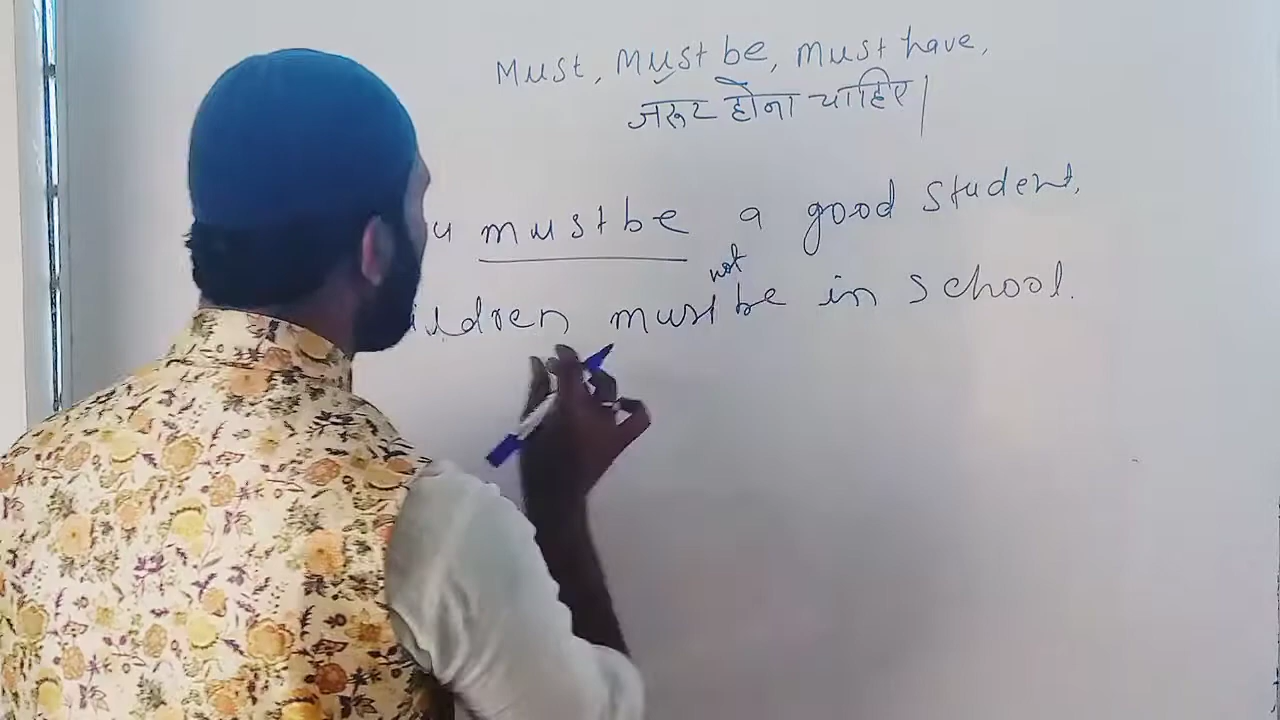 Must, Must be, Must have,
जरूर होना चाहिए।
u must be a good student,
ildren must not be in school.